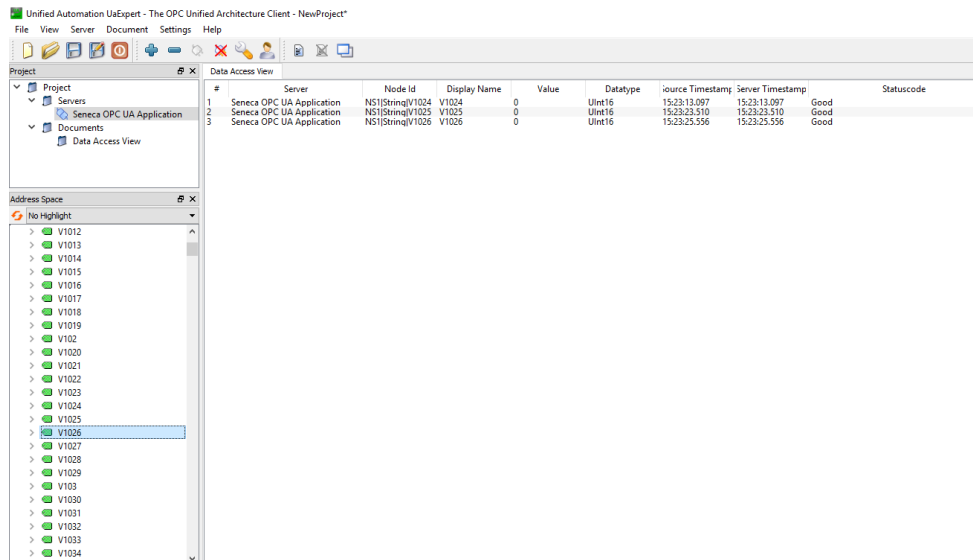 Unified Automation UaExpert - The OPC Unified Architecture Client - NewProject*
File View Server Document Settings Help
Project
Project
Servers
Seneca OPC UA Application
Documents
Data Access View
Address Space
No Highlight
V1012
V1013
V1014
V1015
V1016
V1017
V1018
V1019
V102
V1020
V1021
V1022
V1023
V1024
V1025
V1026
V1027
V1028
V1029
V103
V1030
V1031
V1032
V1033
V1034
Data Access View
# Server Node Id Display Name Value Datatype ource Timestamp Server Timestamp Statuscode
1 Seneca OPC UA Application NS1|String|V1024 V1024 0 UInt16 15:23:13.097 15:23:13.097 Good
2 Seneca OPC UA Application NS1|String|V1025 V1025 0 UInt16 15:23:23.510 15:23:23.510 Good
3 Seneca OPC UA Application NS1|String|V1026 V1026 0 UInt16 15:23:25.556 15:23:25.556 Good